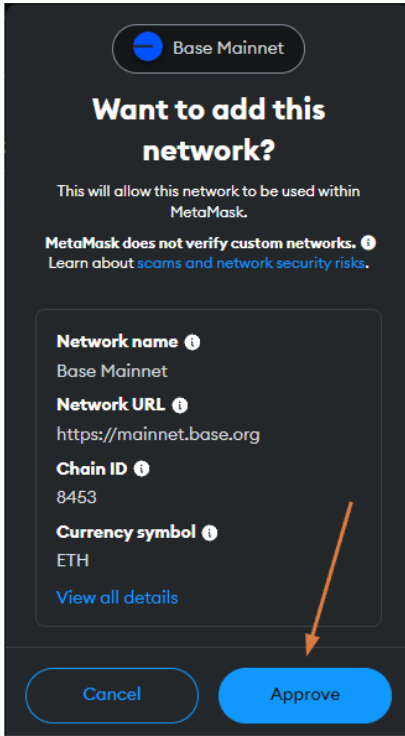 Base Mainnet
Want to add this
network?
This will allow this network to be used within
MetaMask.
MetaMask does not verify custom networks.
Learn about scams and network security risks.
Network name
Base Mainnet
Network URL
https://mainnet.base.org
Chain ID
8453
Currency symbol
ETH
View all details
Cancel
Approve